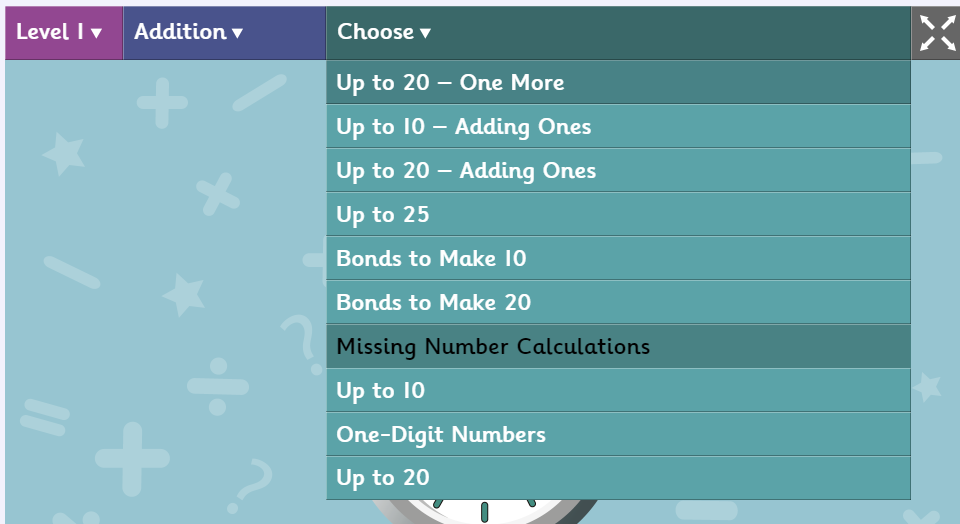 Level 1 ▾
Addition ▾
Choose ▾
Up to 20 – One More
Up to 10 – Adding Ones
Up to 20 – Adding Ones
Up to 25
Bonds to Make 10
Bonds to Make 20
Missing Number Calculations
Up to 10
One-Digit Numbers
Up to 20